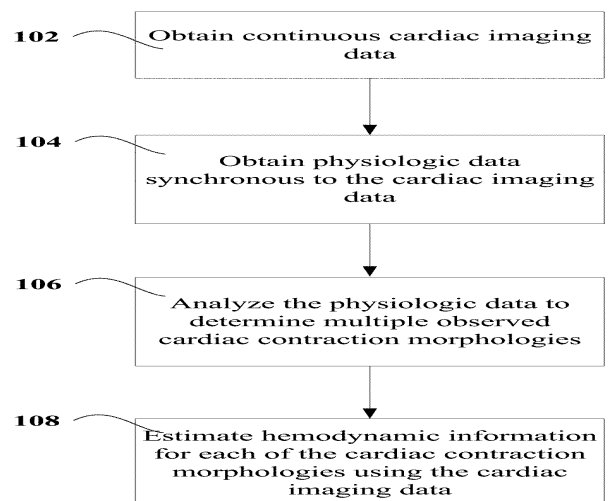 102
Obtain continuous cardiac imaging
data
104
Obtain physiologic data
synchronous to the cardiac imaging
data
106
Analyze the physiologic data to
determine multiple observed
cardiac contraction morphologies
108
Estimate hemodynamic information
for each of the cardiac contraction
morphologies using the cardiac
imaging data